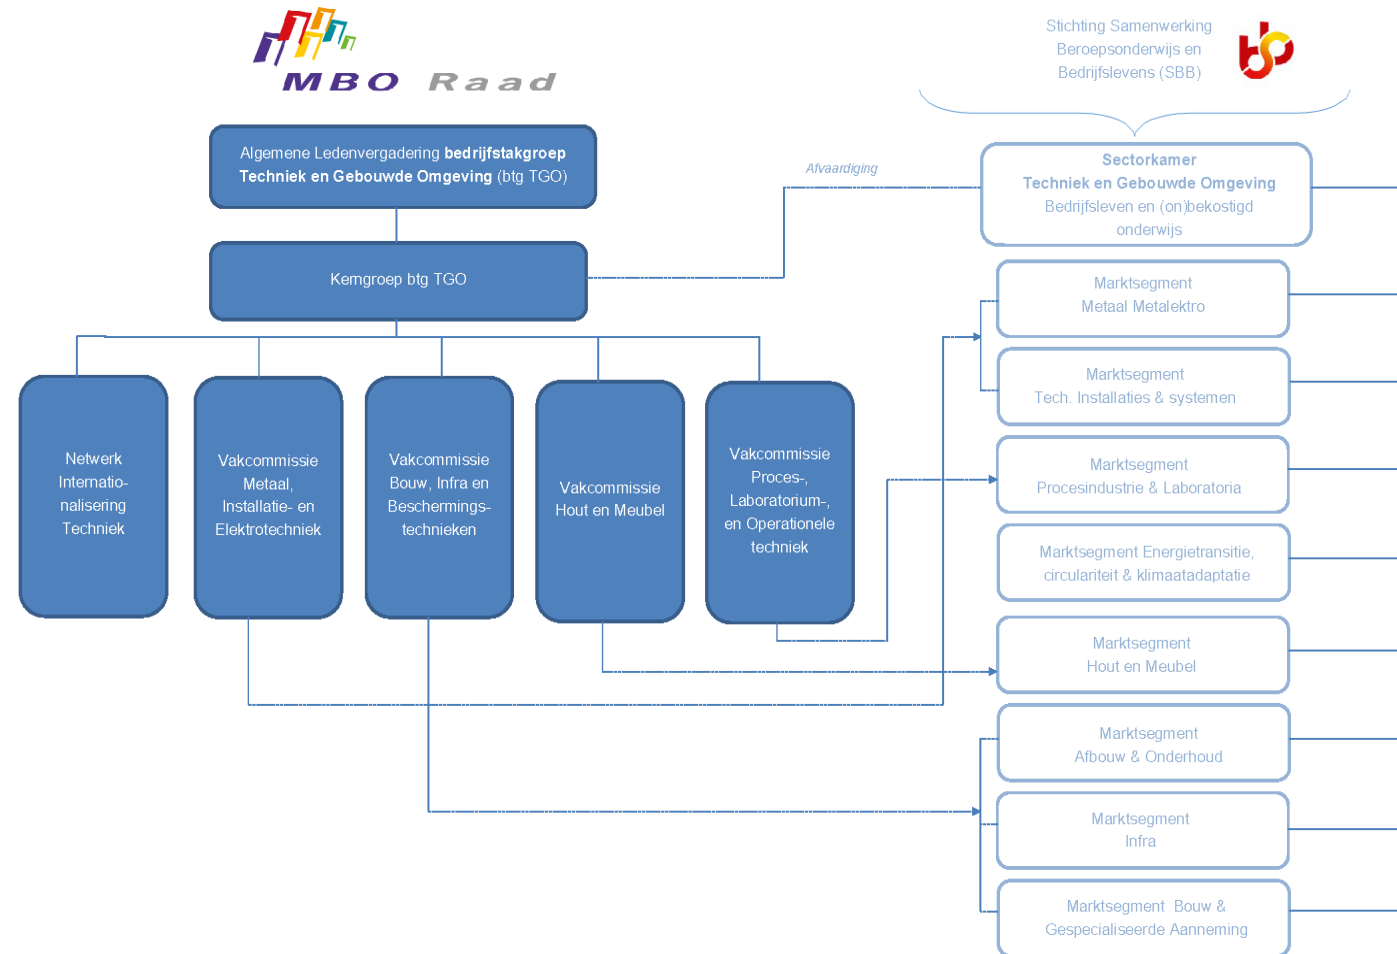 MBO Raad
Stichting Samenwerking
Beroepsonderwijs en
Bedrijfslevens (SBB)
Algemene Ledenvergadering bedrijfstakgroep
Techniek en Gebouwde Omgeving (btg TGO)
Afvaardiging
Sectorkamer
Techniek en Gebouwde Omgeving
Bedrijfsleven en (on)bekostigd
onderwijs
Kerngroep btg TGO
Netwerk
Internatio-
nalisering
Techniek
Vakcommissie
Metaal,
Installatie- en
Elektrotechniek
Vakcommissie
Bouw, Infra en
Beschermings-
technieken
Vakcommissie
Hout en Meubel
Vakcommissie
Proces-,
Laboratorium-,
en Operationele
techniek
Marktsegment
Metaal Metalektro
Marktsegment
Tech. Installaties & systemen
Marktsegment
Procesindustrie & Laboratoria
Marktsegment Energietransitie,
circulariteit & klimaatadaptatie
Marktsegment
Hout en Meubel
Marktsegment
Afbouw & Onderhoud
Marktsegment
Infra
Marktsegment Bouw &
Gespecialiseerde Aanneming